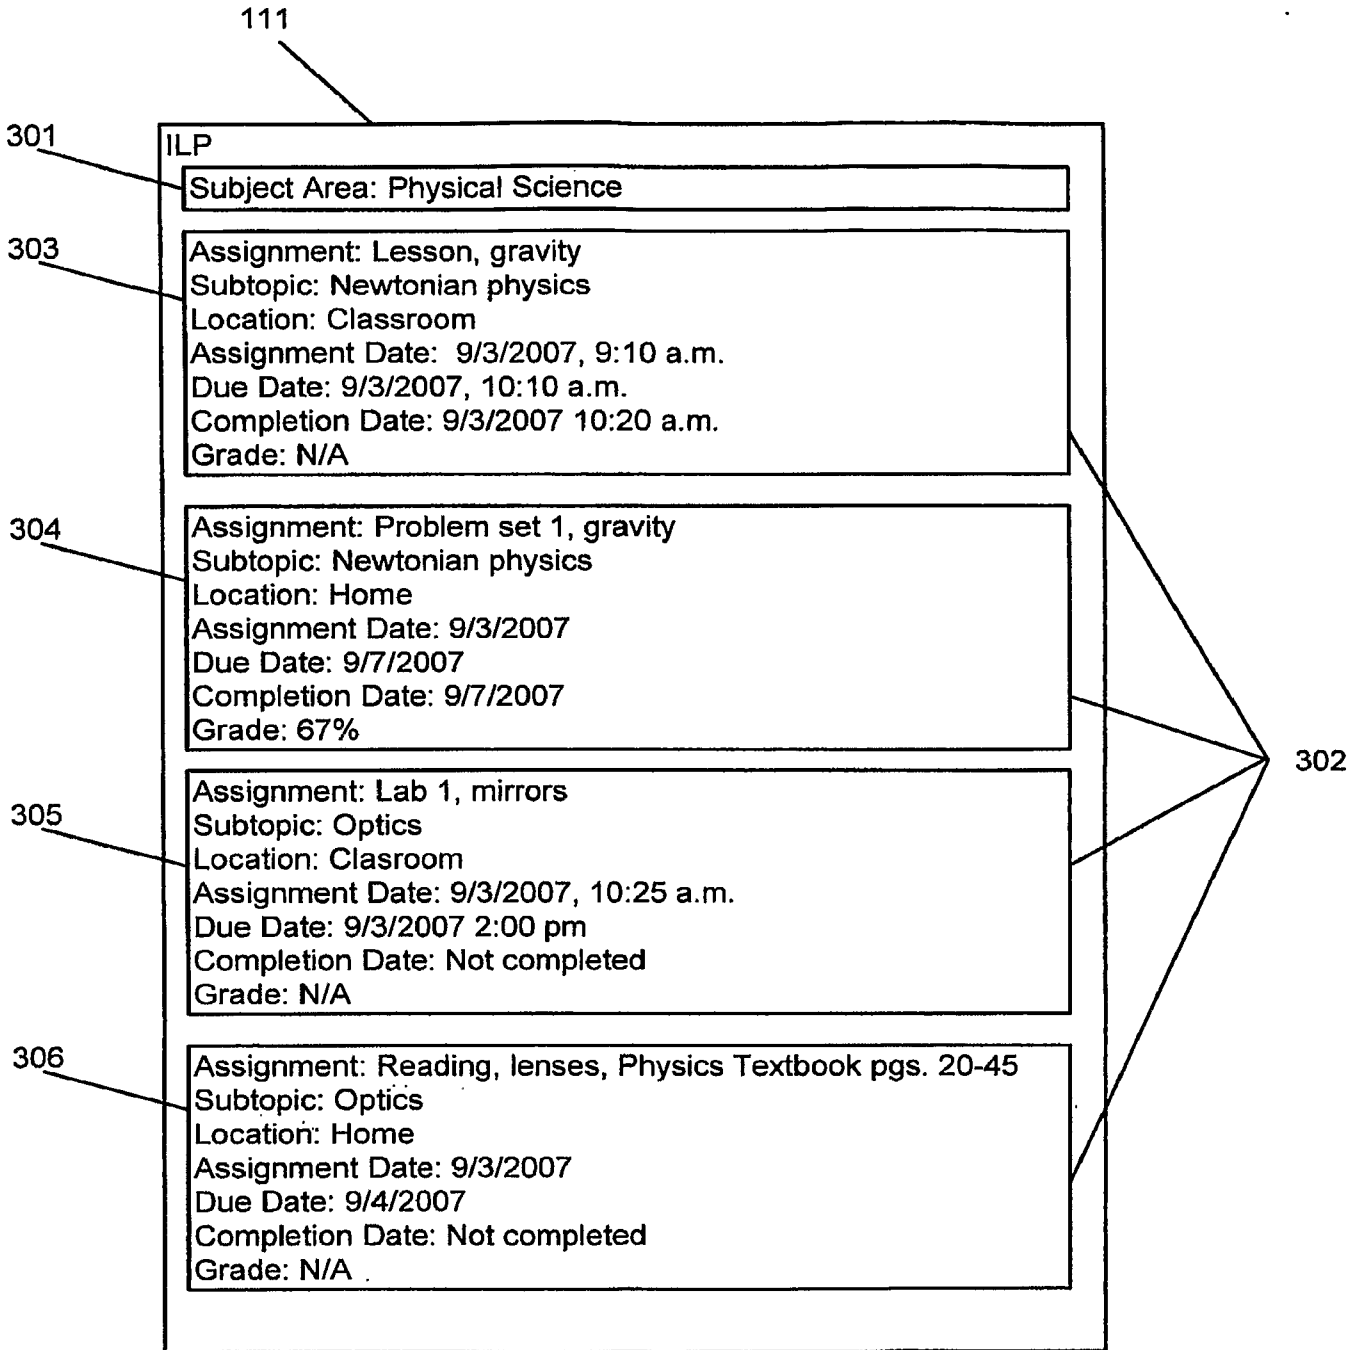 111
301
ILP
Subject Area: Physical Science
303
Assignment: Lesson, gravity
Subtopic: Newtonian physics
Location: Classroom
Assignment Date: 9/3/2007, 9:10 a.m.
Due Date: 9/3/2007, 10:10 a.m.
Completion Date: 9/3/2007 10:20 a.m.
Grade: N/A
304
Assignment: Problem set 1, gravity
Subtopic: Newtonian physics
Location: Home
Assignment Date: 9/3/2007
Due Date: 9/7/2007
Completion Date: 9/7/2007
Grade: 67%
302
305
Assignment: Lab 1, mirrors
Subtopic: Optics
Location: Clasroom
Assignment Date: 9/3/2007, 10:25 a.m.
Due Date: 9/3/2007 2:00 pm
Completion Date: Not completed
Grade: N/A
306
Assignment: Reading, lenses, Physics Textbook pgs. 20-45
Subtopic: Optics
Location: Home
Assignment Date: 9/3/2007
Due Date: 9/4/2007
Completion Date: Not completed
Grade: N/A